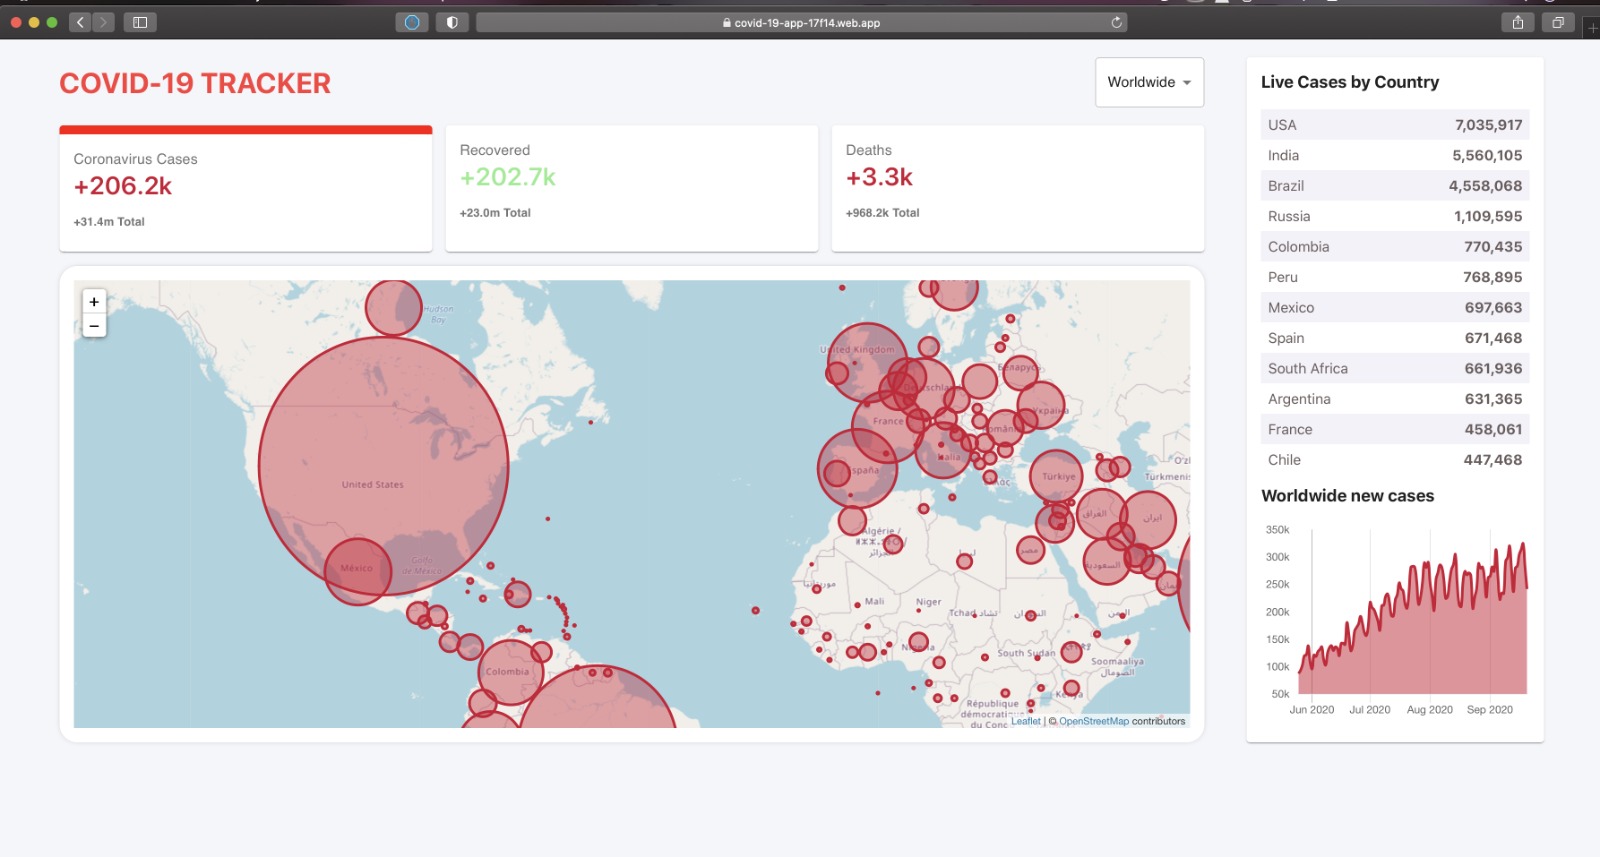 covid-19-app-17f14.web.app
COVID-19 TRACKER
Worldwide
Coronavirus Cases
+206.2k
+31.4m Total
Recovered
+202.7k
+23.0m Total
Deaths
+3.3k
+968.2k Total
+
−
Hudson
Bay
United States
Golfo
de México
México
Colombia
United Kingdom
Deutschland
Беларусь
Україна
France
România
Italia
España
Türkiye
العراق
ایران
السعودية
مصر
ليبيا
Algérie /
الجزائر
Mali
Niger
Tchad تشاد
السودان
اليمن
South Sudan
Soomaaliya
الصومال
Kenya
République
démocratique
du Congo
Leaflet | © OpenStreetMap contributors
Live Cases by Country
USA 7,035,917
India 5,560,105
Brazil 4,558,068
Russia 1,109,595
Colombia 770,435
Peru 768,895
Mexico 697,663
Spain 671,468
South Africa 661,936
Argentina 631,365
France 458,061
Chile 447,468
Worldwide new cases
350k
300k
250k
200k
150k
100k
50k
Jun 2020 Jul 2020 Aug 2020 Sep 2020